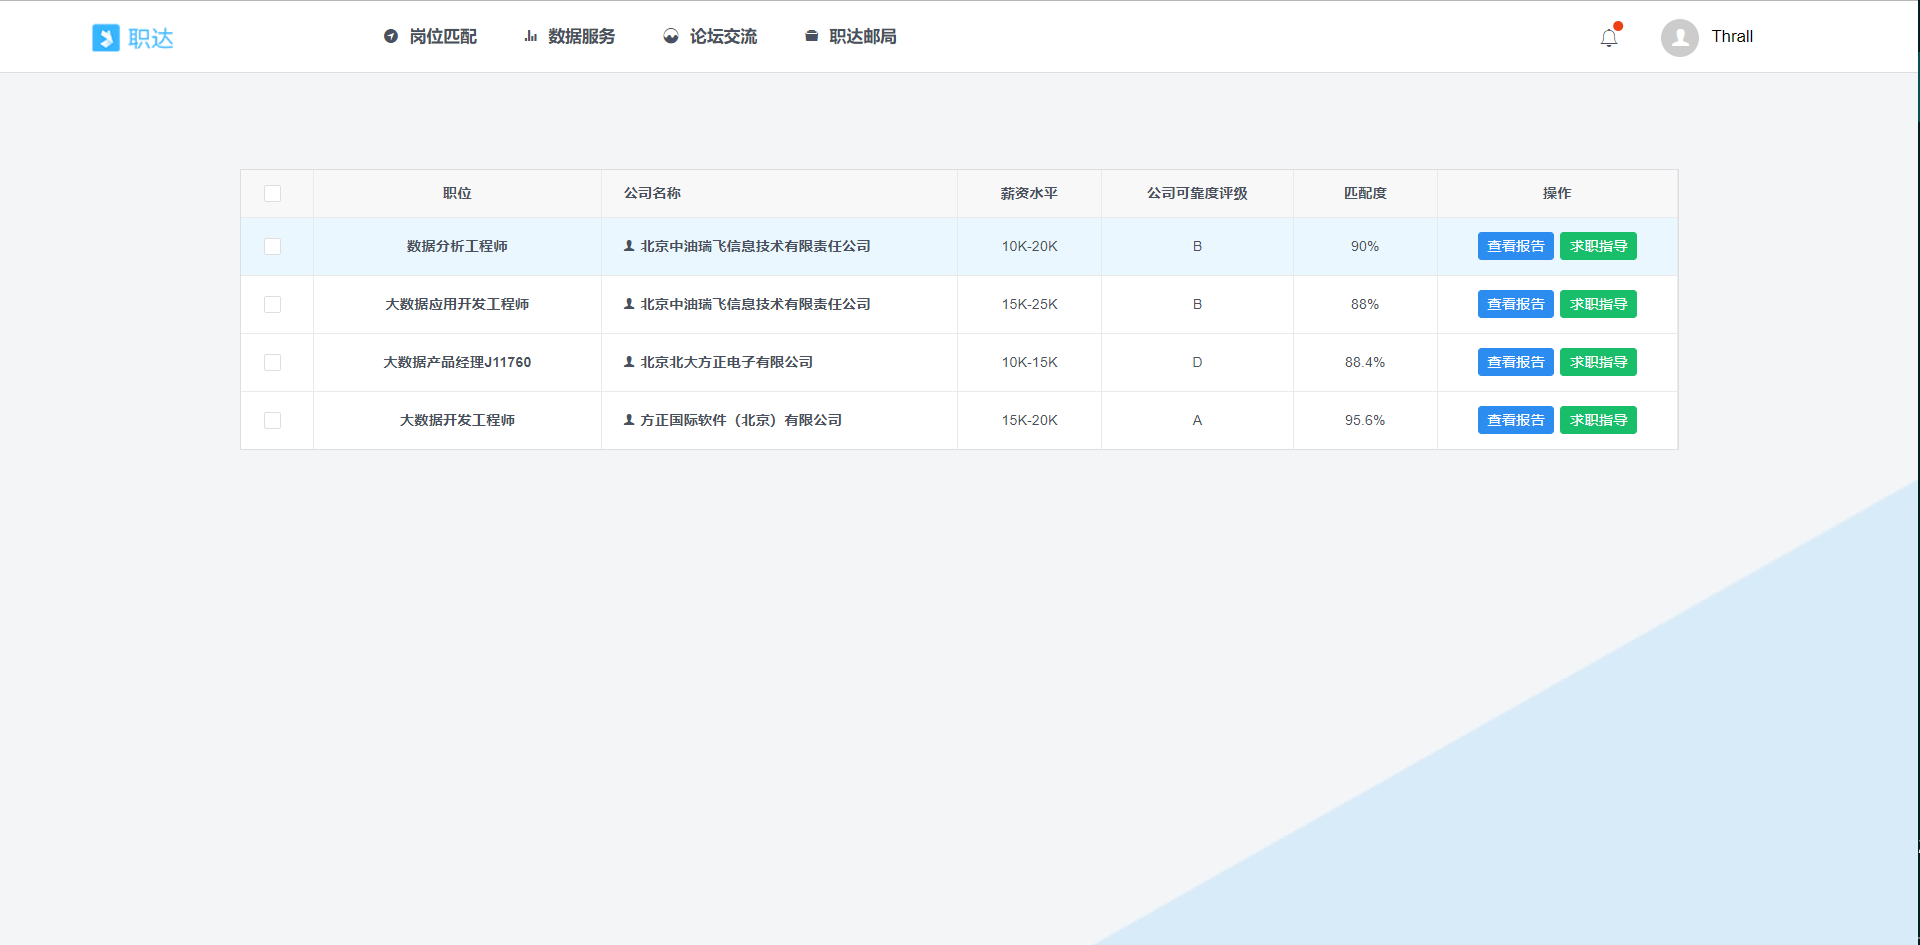 职达 岗位匹配 数据服务 论坛交流 职达邮局 Thrall
职位 公司名称 薪资水平 公司可靠度评级 匹配度 操作
数据分析工程师 北京中油瑞飞信息技术有限责任公司 10K-20K B 90% 查看报告 求职指导
大数据应用开发工程师 北京中油瑞飞信息技术有限责任公司 15K-25K B 88% 查看报告 求职指导
大数据产品经理J11760 北京北大方正电子有限公司 10K-15K D 88.4% 查看报告 求职指导
大数据开发工程师 方正国际软件（北京）有限公司 15K-20K A 95.6% 查看报告 求职指导